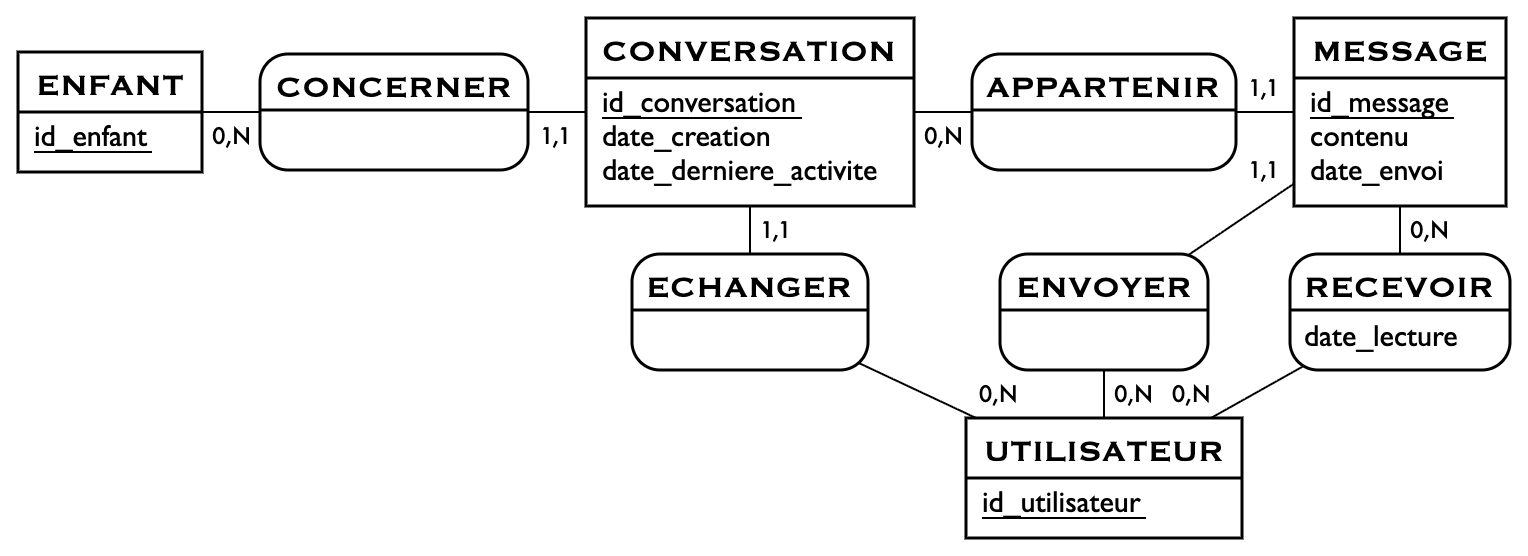 ENFANT
id_enfant
0,N
CONCERNER
1,1
CONVERSATION
id_conversation
date_creation
date_derniere_activite
0,N
APPARTENIR
1,1
MESSAGE
id_message
contenu
date_envoi
1,1
1,1
0,N
ECHANGER
ENVOYER
RECEVOIR
date_lecture
0,N
0,N
0,N
UTILISATEUR
id_utilisateur